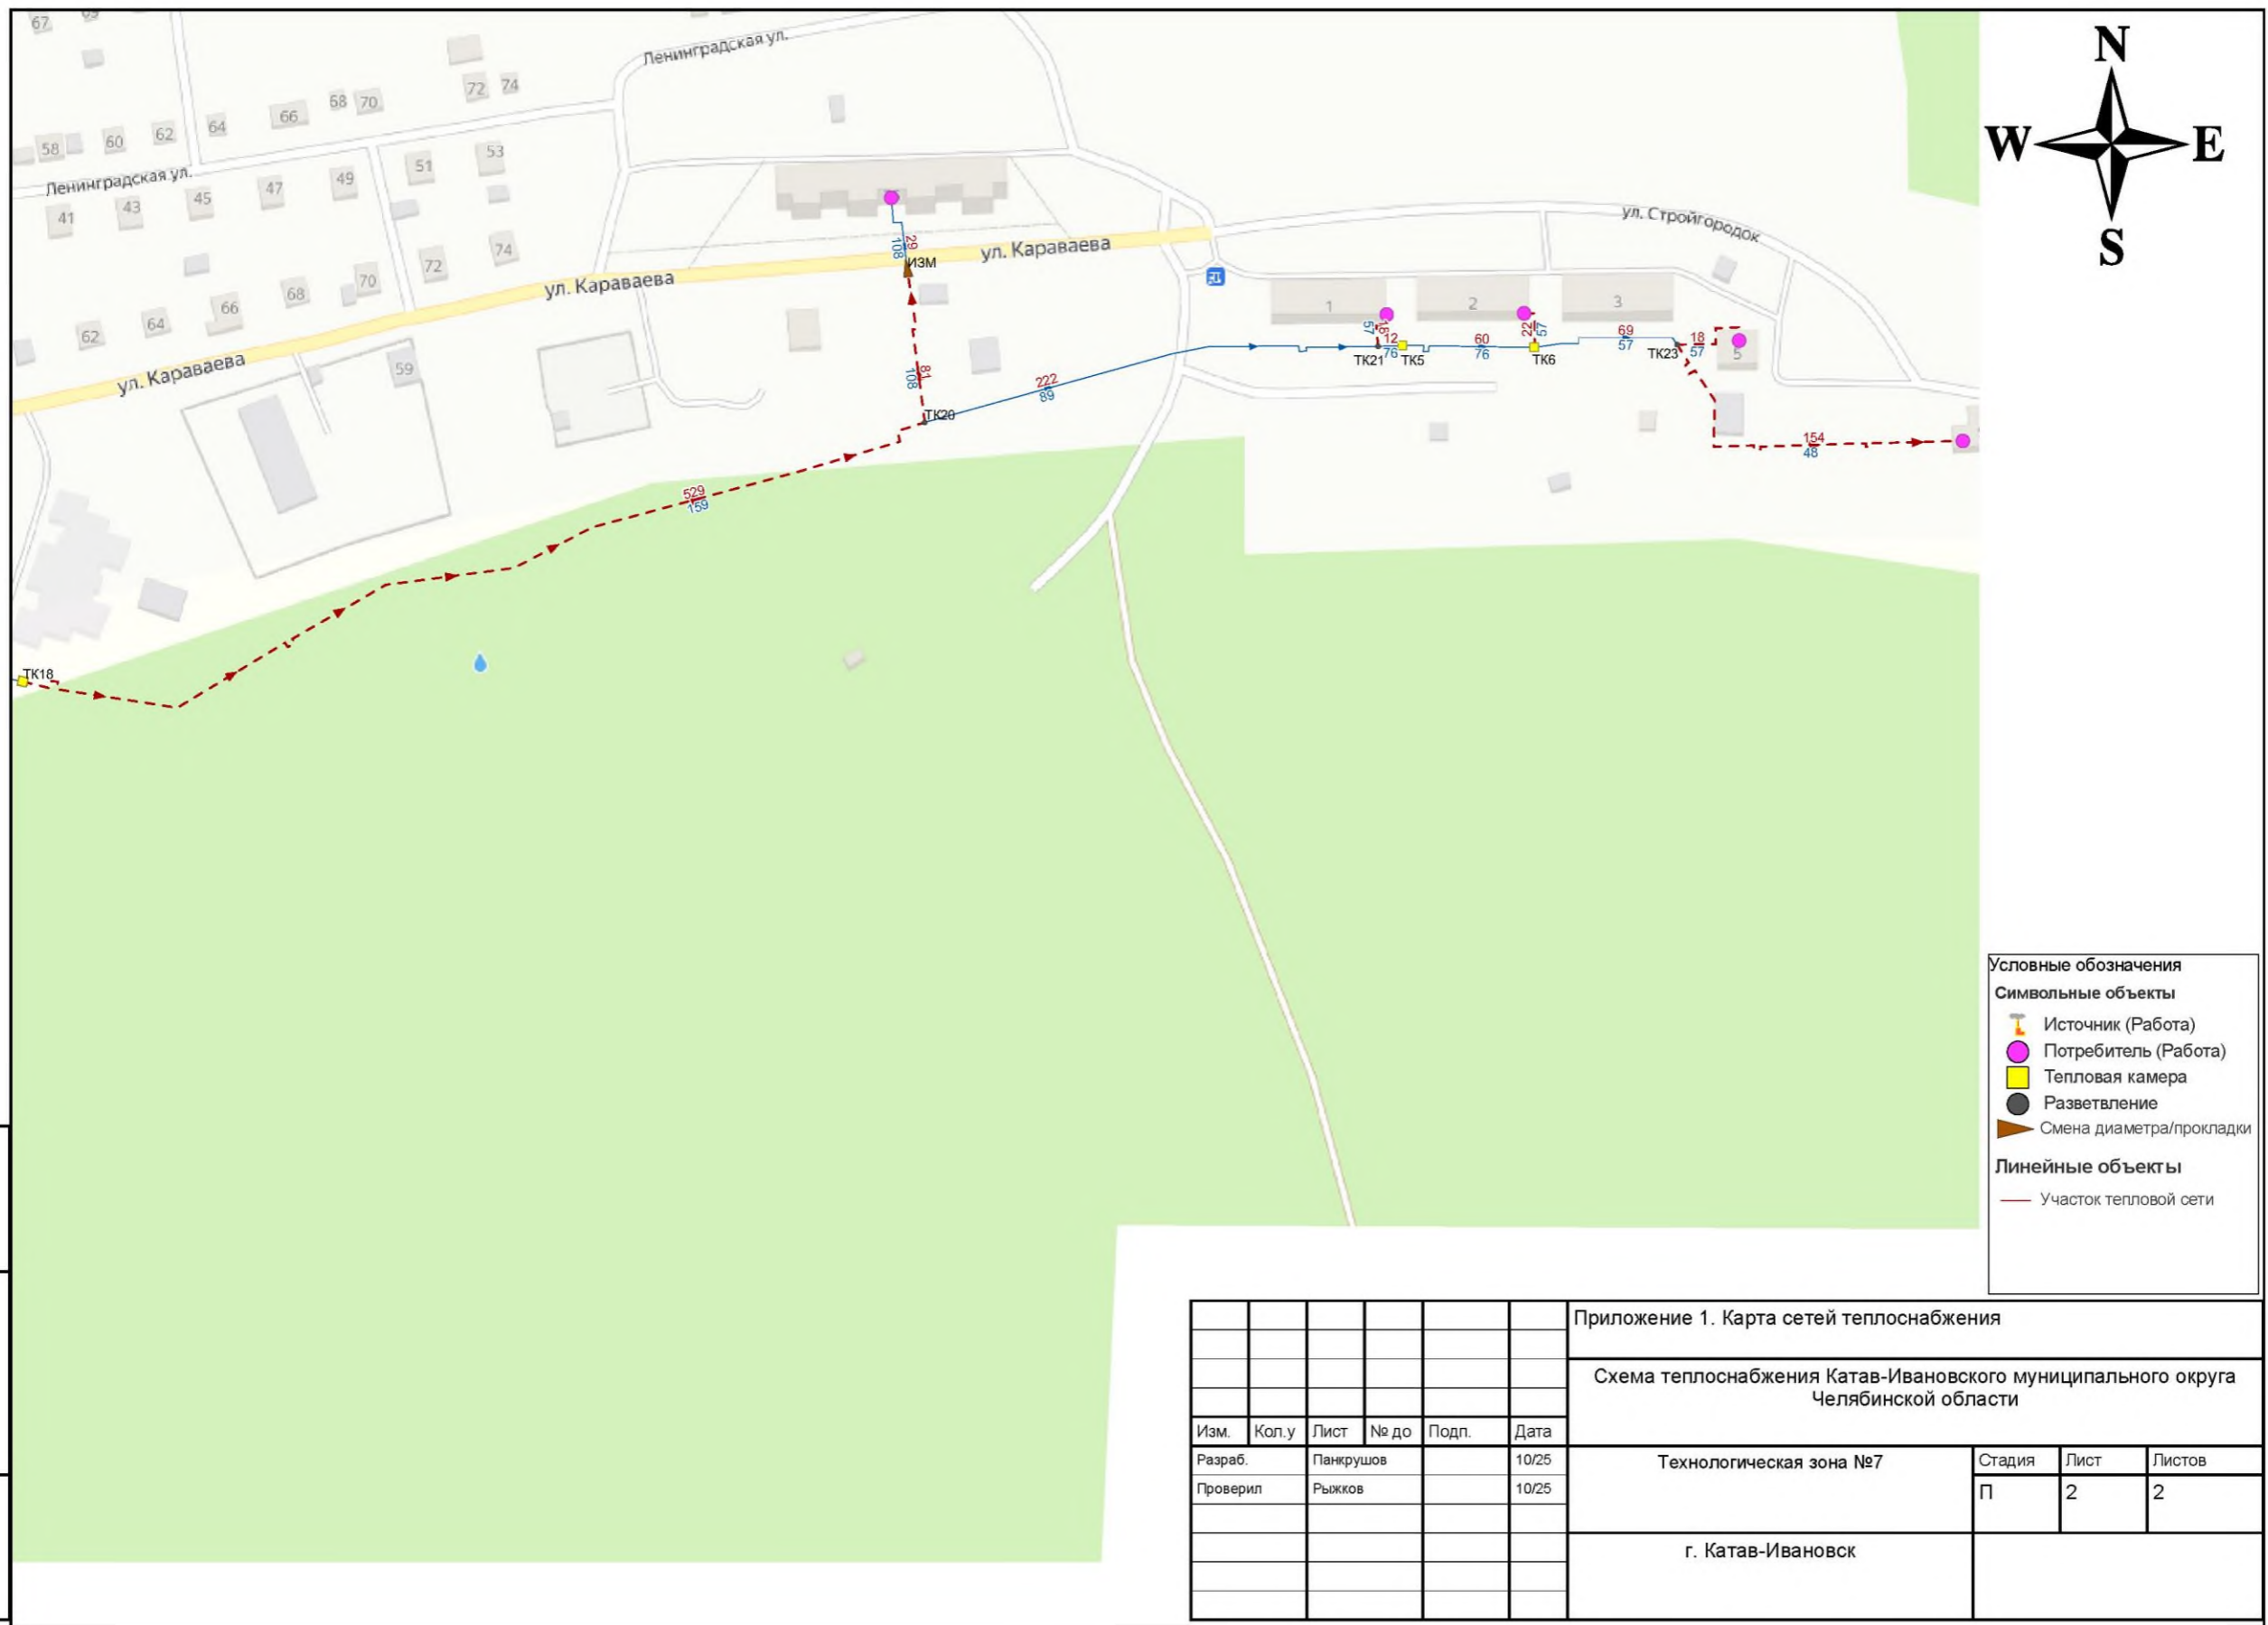 67
69
Ленинградская ул.
72
74
58
60
62
64
66
68
70
51
53
Ленинградская ул.
41
43
45
47
49
N
W
E
S
ул. Стройгородок
29
108
ИЗМ
ул. Караваева
74
72
70
68
66
64
62
ул. Караваева
ул. Караваева
59
1
2
3
5
57
18
12
76
ТК21
ТК5
60
76
22
57
ТК6
69
57
ТК23
18
57
81
108
ТК20
222
89
154
48
529
159
ТК18
Условные обозначения
Символьные объекты
Источник (Работа)
Потребитель (Работа)
Тепловая камера
Разветвление
Смена диаметра/прокладки
Линейные объекты
Участок тепловой сети
Приложение 1. Карта сетей теплоснабжения
Схема теплоснабжения Катав-Ивановского муниципального округа
Челябинской области
Изм. Кол.у Лист № до Подп. Дата
Разраб. Панкрушов 10/25
Проверил Рыжков 10/25
Технологическая зона №7
Стадия Лист Листов
П 2 2
г. Катав-Ивановск